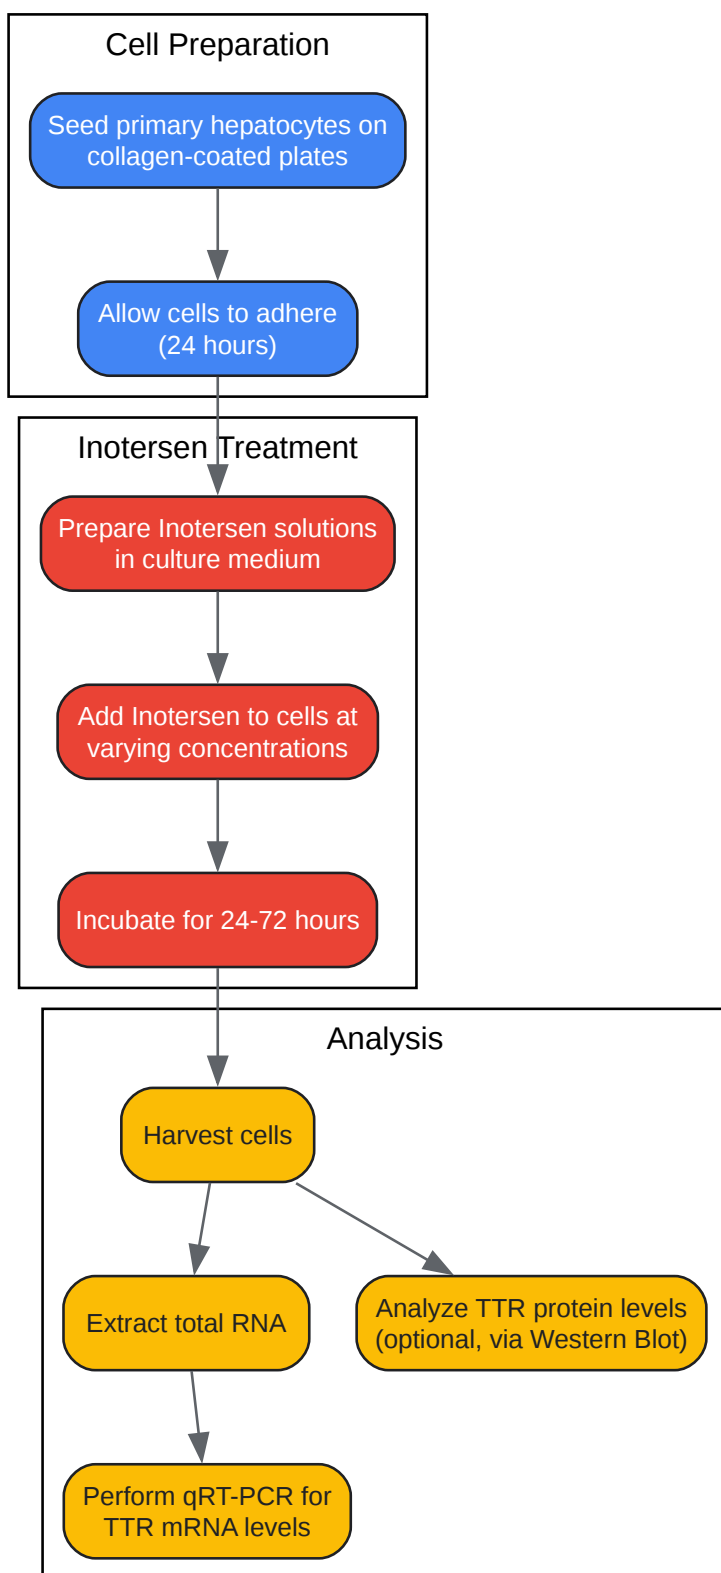 Cell Preparation
Seed primary hepatocytes on
collagen-coated plates
Allow cells to adhere
(24 hours)
Inotersen Treatment
Prepare Inotersen solutions
in culture medium
Add Inotersen to cells at
varying concentrations
Incubate for 24-72 hours
Analysis
Harvest cells
Extract total RNA
Analyze TTR protein levels
(optional, via Western Blot)
Perform qRT-PCR for
TTR mRNA levels